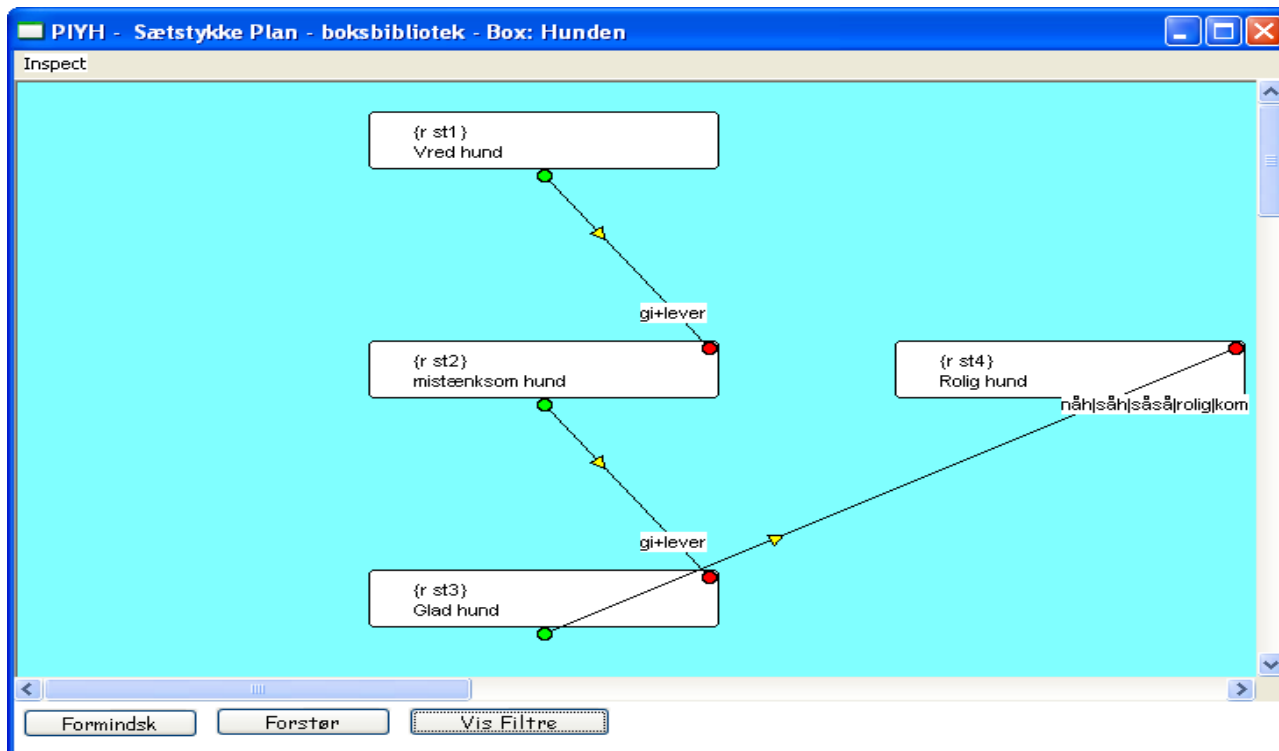 PIYH - Sætstykke Plan - boksbibliotek - Box: Hunden
Inspect
{r st1}
Vred hund
gi+lever
{r st2}
mistænksom hund
{r st4}
Rolig hund
nåh|såh|såså|rolig|kom
gi+lever
{r st3}
Glad hund
Formindsk
Forstør
Vis Filtre